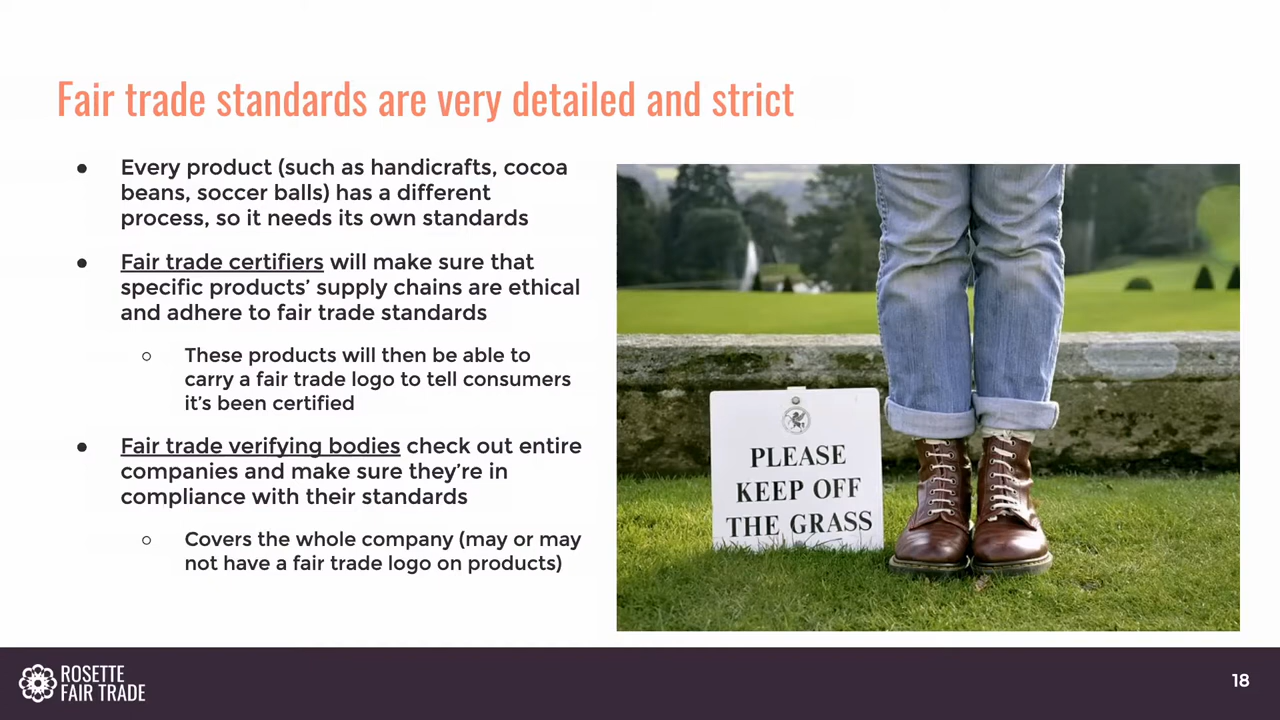 Fair trade standards are very detailed and strict
● Every product (such as handicrafts, cocoa
beans, soccer balls) has a different
process, so it needs its own standards
● Fair trade certifiers will make sure that
specific products’ supply chains are ethical
and adhere to fair trade standards
○ These products will then be able to
carry a fair trade logo to tell consumers
it’s been certified
● Fair trade verifying bodies check out entire
companies and make sure they’re in
compliance with their standards
○ Covers the whole company (may or may
not have a fair trade logo on products)
PLEASE
KEEP OFF
THE GRASS
ROSETTE
FAIR TRADE
18